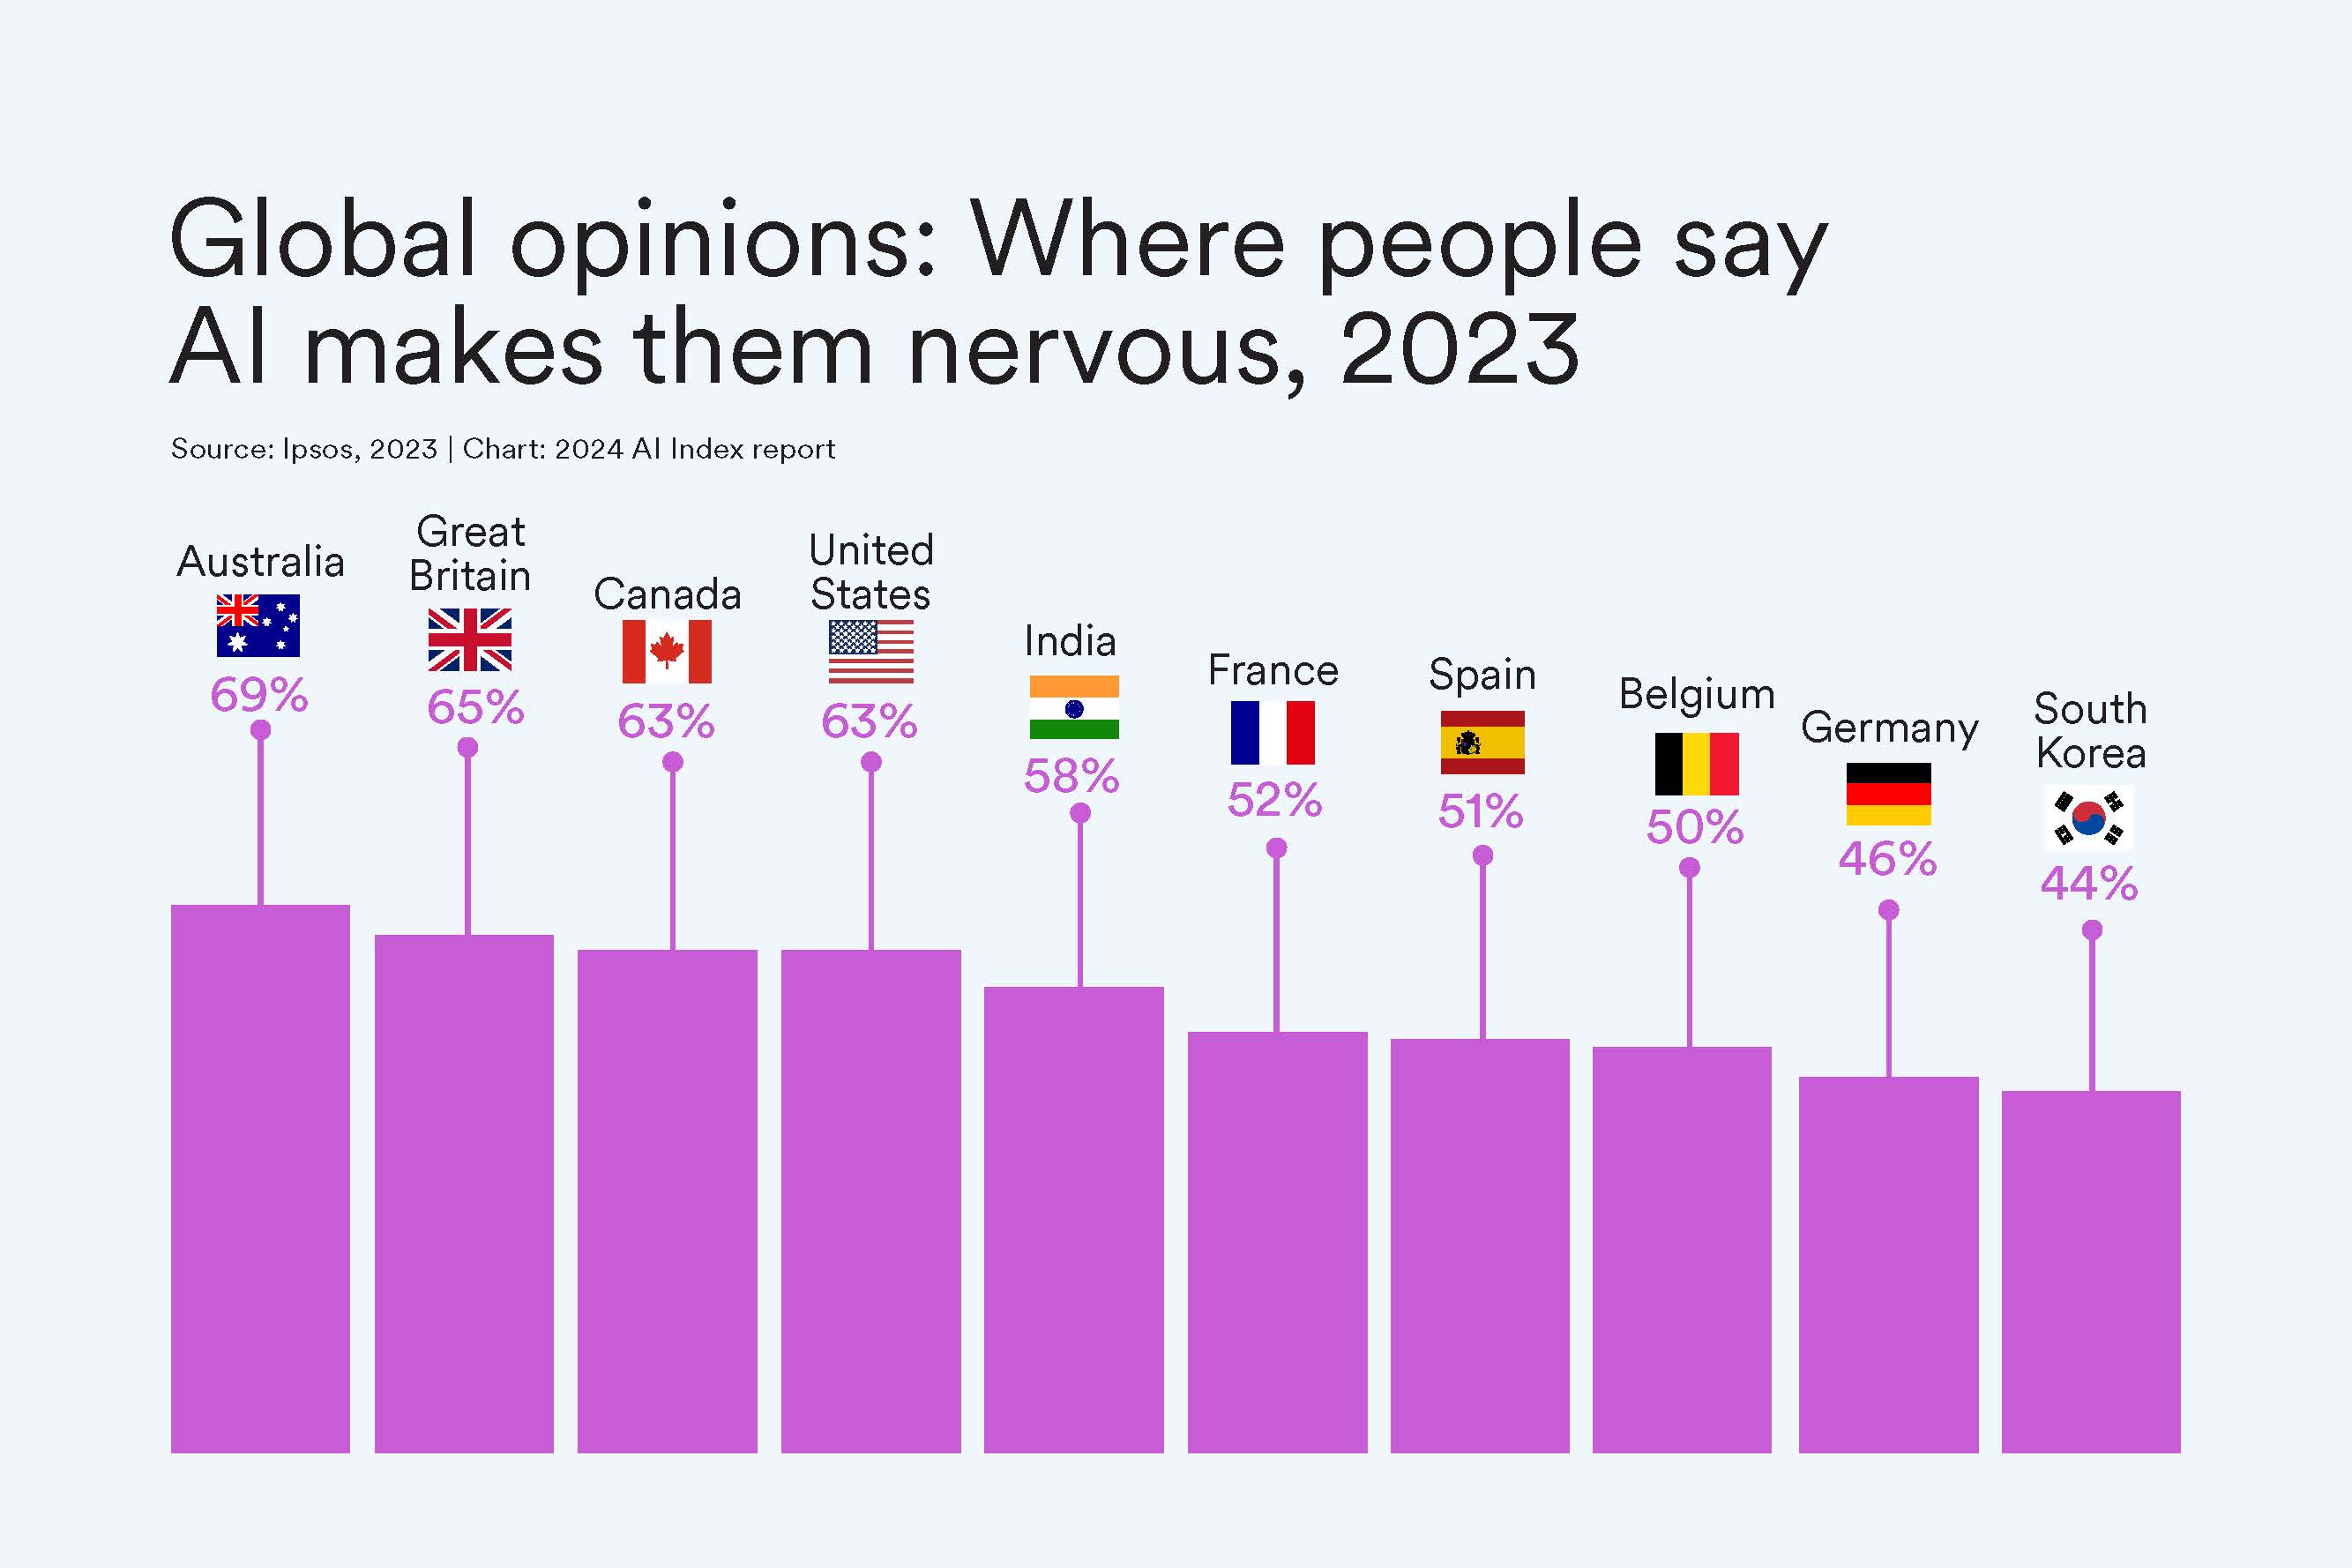 Global opinions: Where people say
AI makes them nervous, 2023
Source: Ipsos, 2023 | Chart: 2024 AI Index report
Australia
69%
Great
Britain
65%
Canada
63%
United
States
63%
India
58%
France
52%
Spain
51%
Belgium
50%
Germany
46%
South
Korea
44%